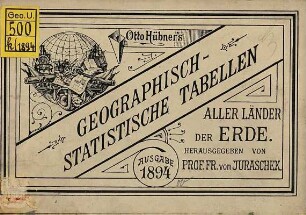 Geo. U.
500
k/1894
Otto Hübner's
GEOGRAPHISCH-
STATISTISCHE TABELLEN
ALLER LÄNDER
DER ERDE.
HERAUSGEGEBEN VON
PROF. FR. VON JURASCHEK.
AUSGABE
1894